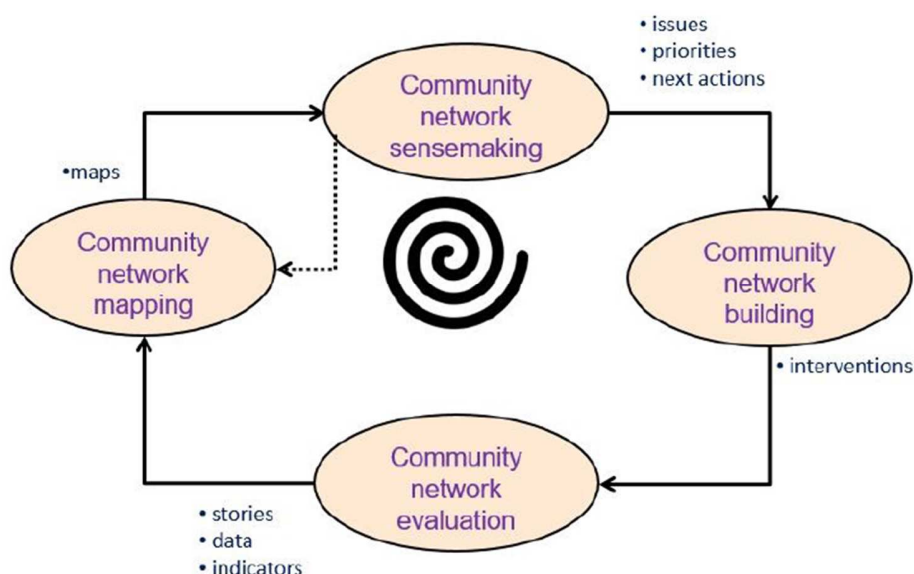 • issues
• priorities
• next actions
Community
network
sensemaking
•maps
Community
network
mapping
Community
network
building
• interventions
Community
network
evaluation
• stories
• data
• indicators